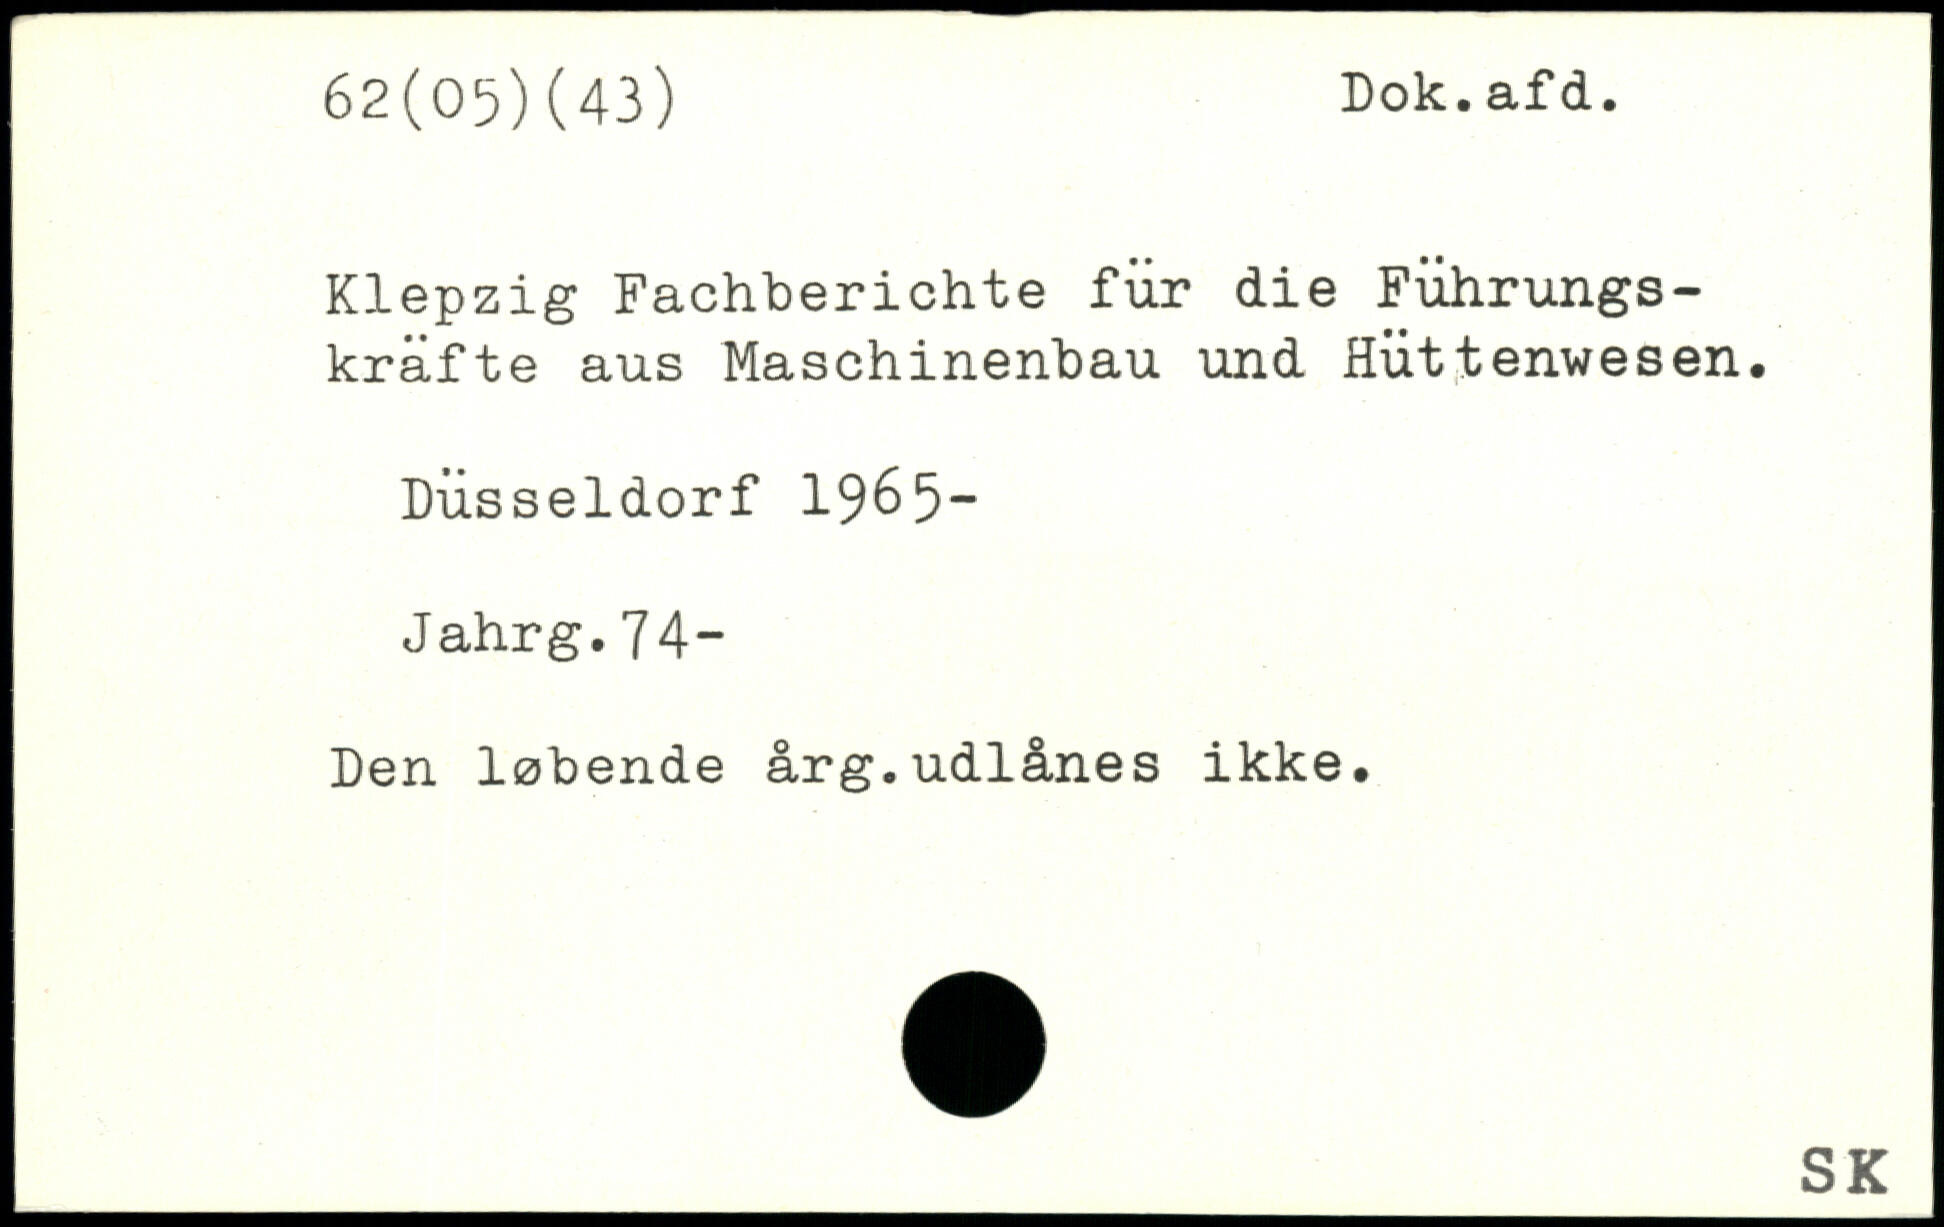 62(05)(43) Dok.afd.
Klepzig Fachberichte für die Führungs-
kräfte aus Maschinenbau und Hüttenwesen.
Düsseldorf 1965-
Jahrg.74-
Den løbende årg.udlånes ikke.
SK